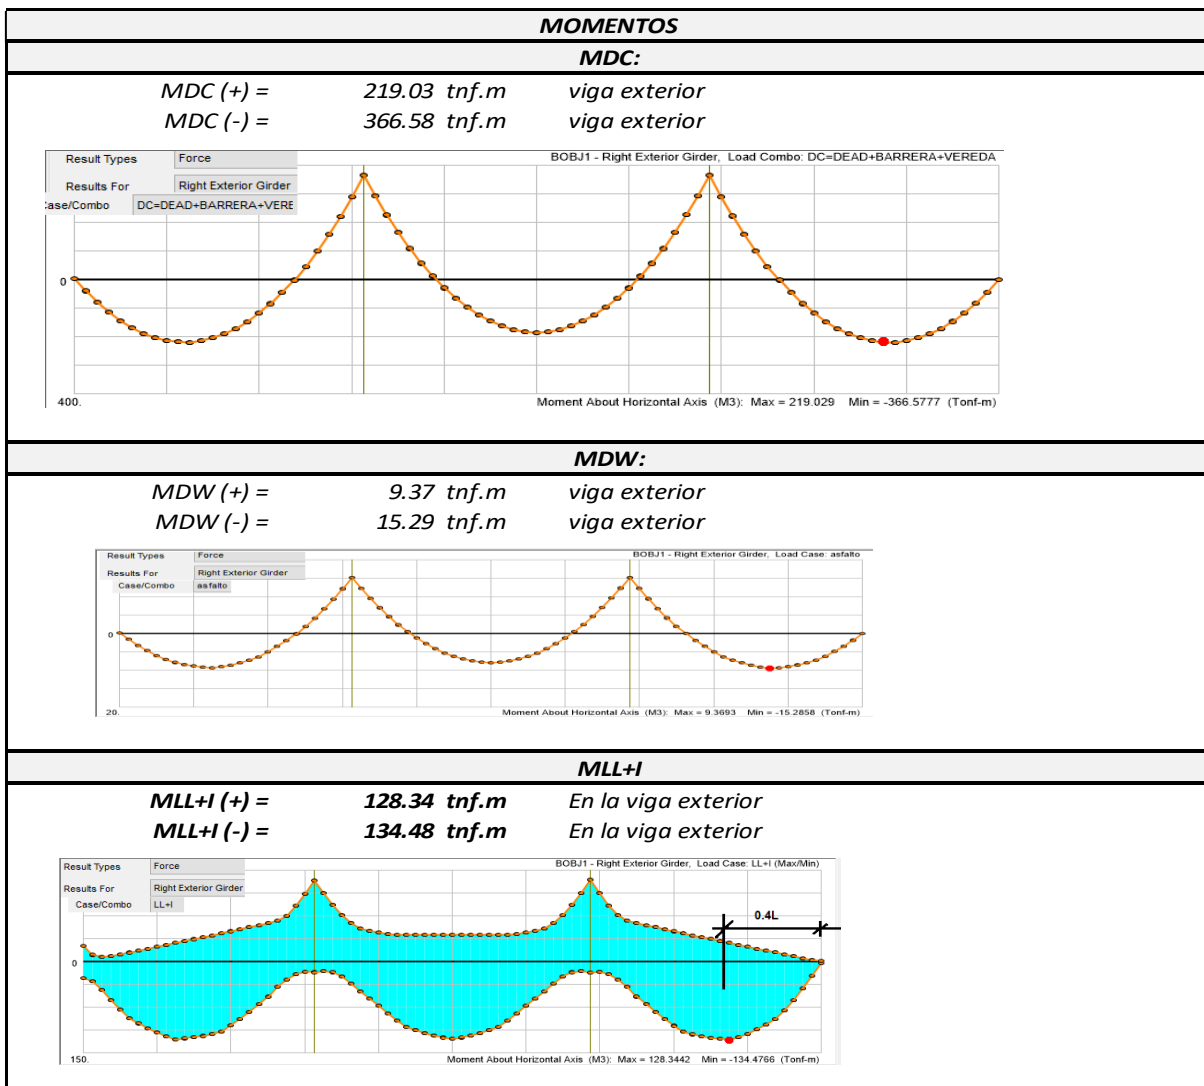 MOMENTOS
MDC:
MDC (+) = 219.03 tnf.m viga exterior
MDC (-) = 366.58 tnf.m viga exterior
Result Types Force BOBJ1 - Right Exterior Girder, Load Combo: DC=DEAD+BARRERA+VEREDA
Results For Right Exterior Girder
Case/Combo DC=DEAD+BARRERA+VERE
0
400. Moment About Horizontal Axis (M3): Max = 219.029 Min = -366.5777 (Tonf-m)
MDW:
MDW (+) = 9.37 tnf.m viga exterior
MDW (-) = 15.29 tnf.m viga exterior
Result Types Force BOBJ1 - Right Exterior Girder, Load Case: asfalto
Results For Right Exterior Girder
Case/Combo asfalto
0
20. Moment About Horizontal Axis (M3): Max = 9.3693 Min = -15.2858 (Tonf-m)
MLL+I
MLL+I (+) = 128.34 tnf.m En la viga exterior
MLL+I (-) = 134.48 tnf.m En la viga exterior
Result Types Force BOBJ1 - Right Exterior Girder, Load Case: LL+I (Max/Min)
Results For Right Exterior Girder
Case/Combo LL+I
0.4L
0
150. Moment About Horizontal Axis (M3): Max = 128.3442 Min = -134.4766 (Tonf-m)